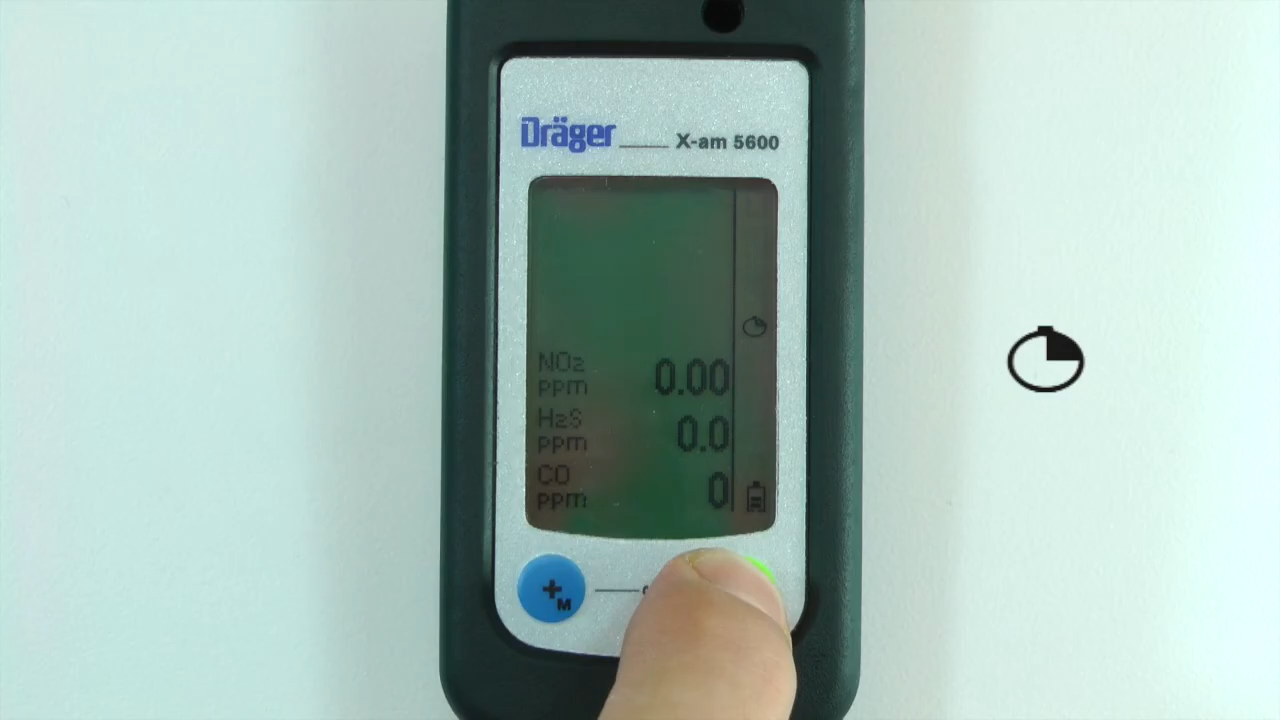 Dräger X-am 5600
NO₂
ppm 0.00
H₂S
ppm 0.0
CO
ppm 0
+M